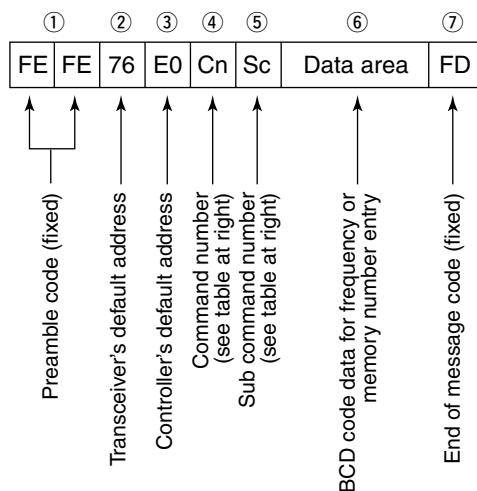 ① ② ③ ④ ⑤ ⑥ ⑦
FE FE 76 E0 Cn Sc Data area FD
Preamble code (fixed)
Transceiver's default address
Controller's default address
Command number
(see table at right)
Sub command number
(see table at right)
BCD code data for frequency or
memory number entry
End of message code (fixed)